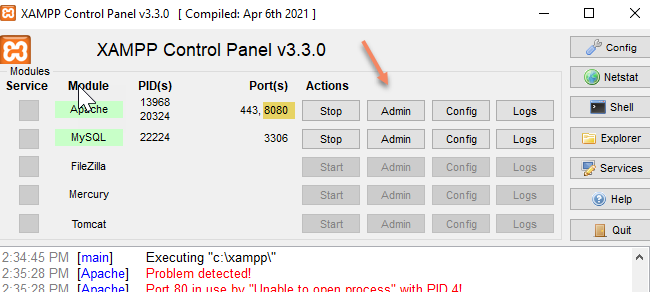 XAMPP Control Panel v3.3.0 [ Compiled: Apr 6th 2021 ]
XAMPP Control Panel v3.3.0
Config
Modules
Service Module PID(s) Port(s) Actions
Netstat
Apache 13968 20324 443, 8080 Stop Admin Config Logs
Shell
MySQL 22224 3306 Stop Admin Config Logs
Explorer
FileZilla Start Admin Config Logs
Services
Mercury Start Admin Config Logs
Help
Tomcat Start Admin Config Logs
Quit
2:34:45 PM [main] Executing "c:\xampp\"
2:35:28 PM [Apache] Problem detected!
2:35:28 PM [Apache] Port 80 in use by "Unable to open process" with PID 4!